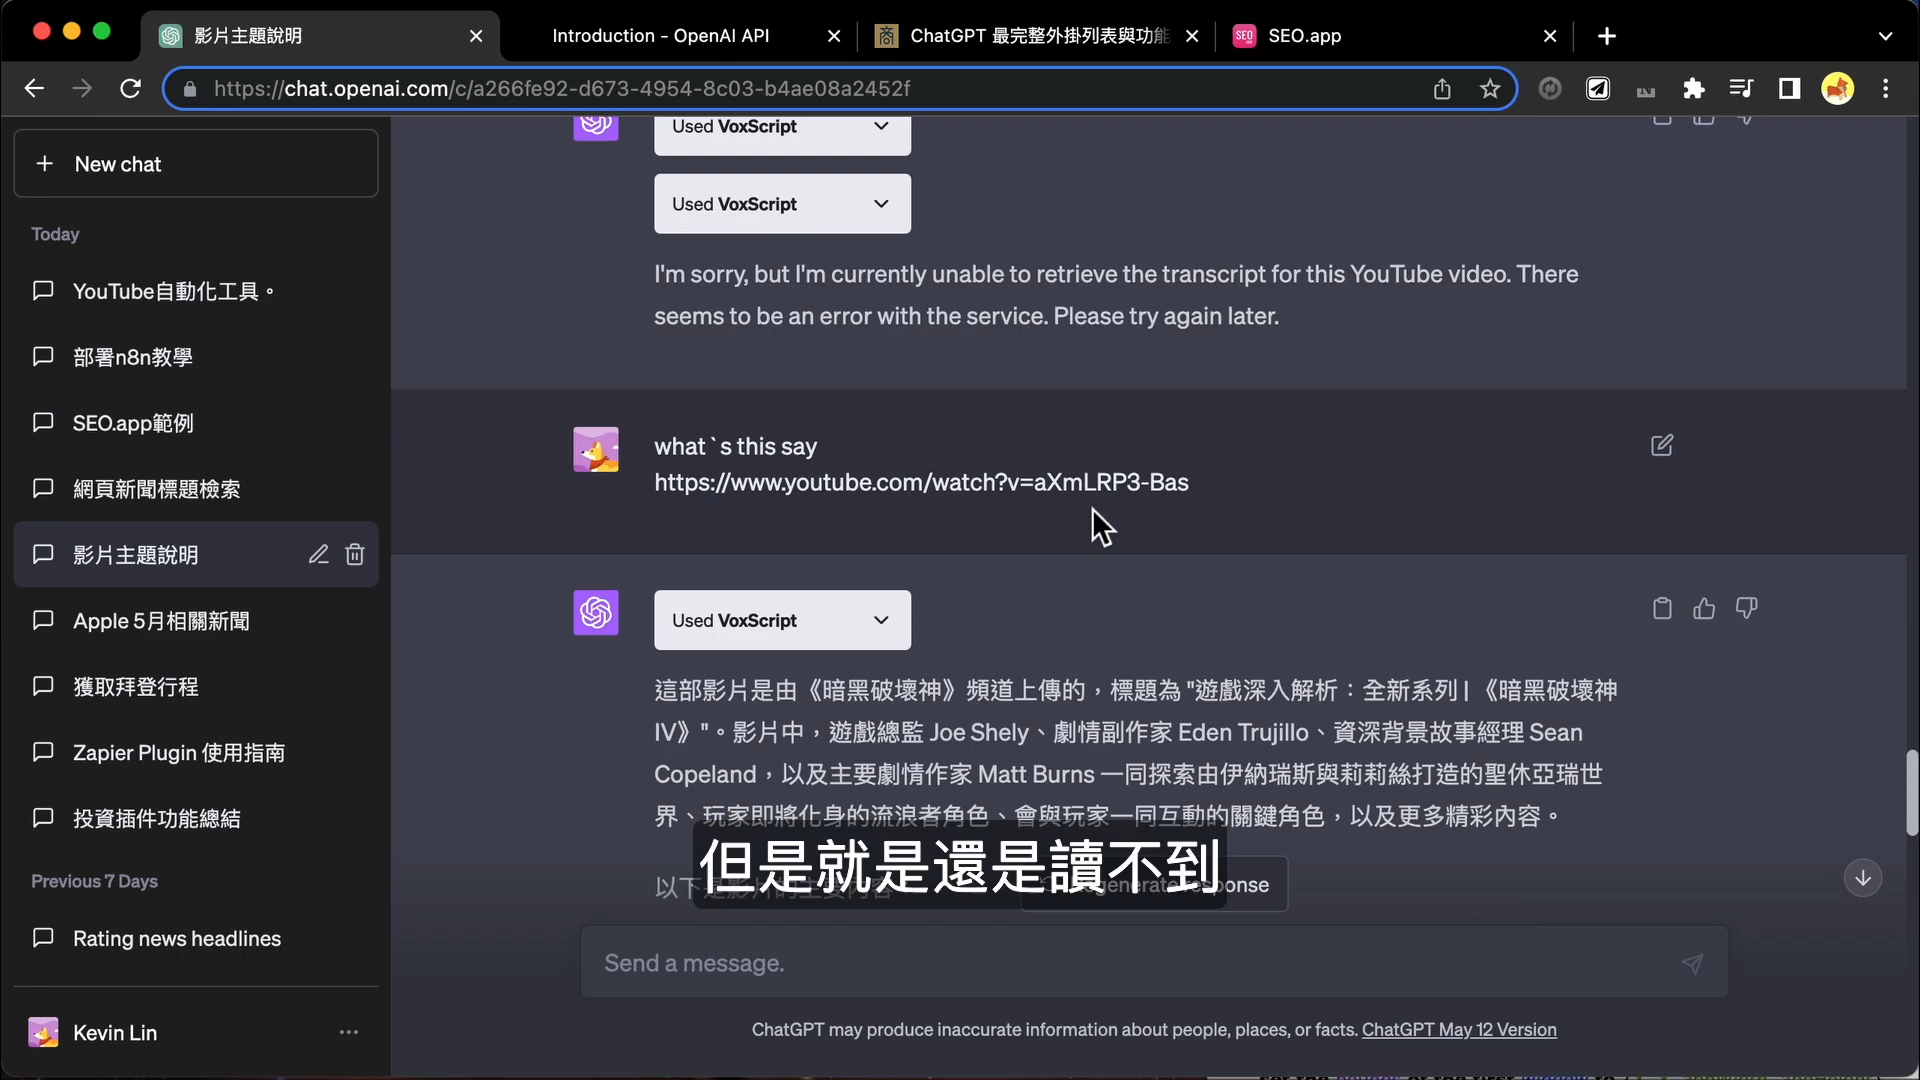 影片主題說明
Introduction - OpenAI API
ChatGPT 最完整外掛列表與功能
SEO
SEO.app
https://chat.openai.com/c/a266fe92-d673-4954-8c03-b4ae08a2452f
New chat
Today
YouTube自動化工具。
部署n8n教學
SEO.app範例
網頁新聞標題檢索
影片主題說明
Apple 5月相關新聞
獲取拜登行程
Zapier Plugin 使用指南
投資插件功能總結
Previous 7 Days
Rating news headlines
Kevin Lin
Used VoxScript
Used VoxScript
I'm sorry, but I'm currently unable to retrieve the transcript for this YouTube video. There
seems to be an error with the service. Please try again later.
what`s this say
https://www.youtube.com/watch?v=aXmLRP3-Bas
Used VoxScript
這部影片是由《暗黑破壞神》頻道上傳的，標題為 "遊戲深入解析：全新系列 | 《暗黑破壞神
IV》"。影片中，遊戲總監 Joe Shely、劇情副作家 Eden Trujillo、資深背景故事經理 Sean
Copeland，以及主要劇情作家 Matt Burns 一同探索由伊納瑞斯與莉莉絲打造的聖休亞瑞世
界、玩家即將化身的流浪者角色、會與玩家一同互動的關鍵角色，以及更多精彩內容。
以下是影片的主要內容
Regenerate response
但是就是還是讀不到
Send a message.
ChatGPT may produce inaccurate information about people, places, or facts. ChatGPT May 12 Version